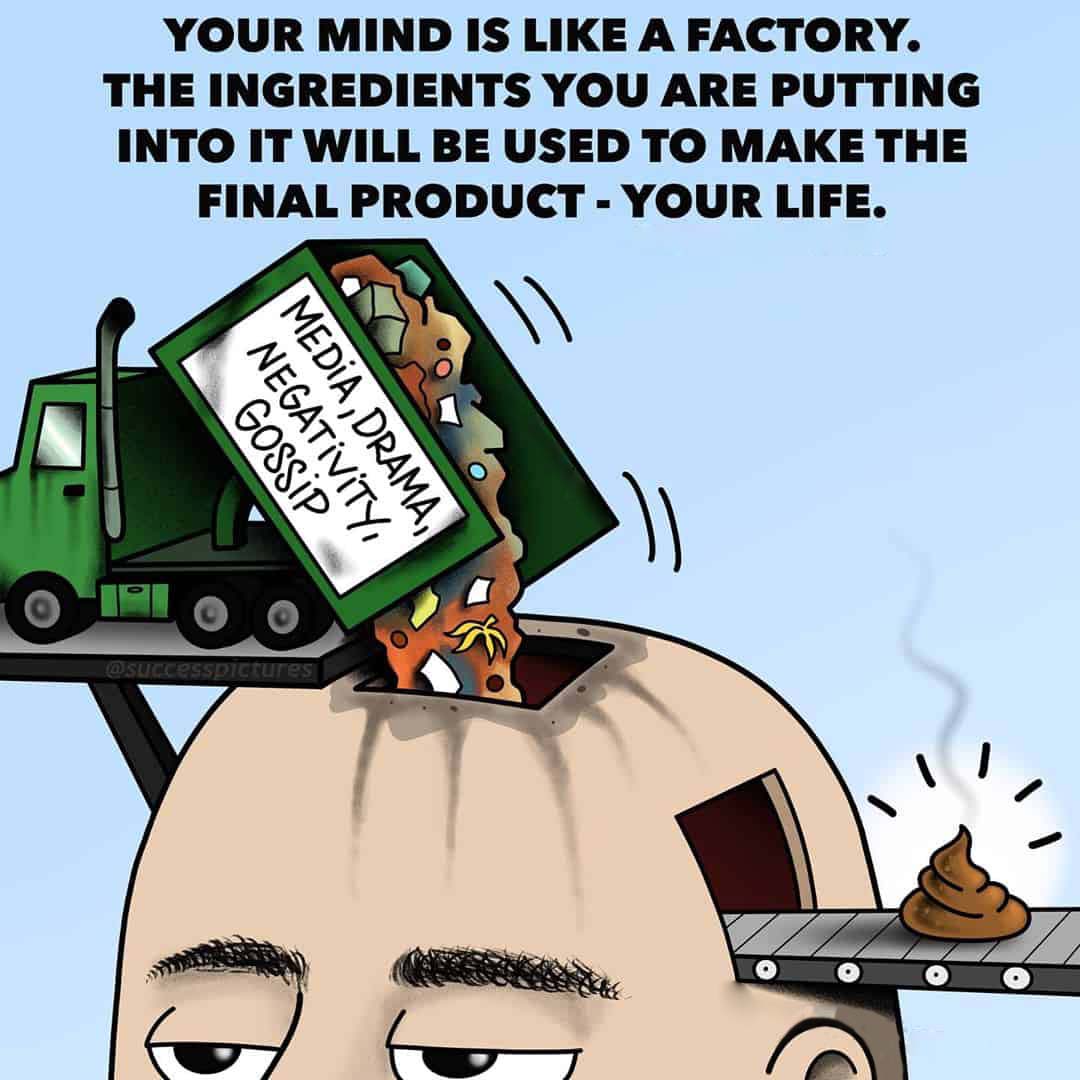 YOUR MIND IS LIKE A FACTORY.
THE INGREDIENTS YOU ARE PUTTING
INTO IT WILL BE USED TO MAKE THE
FINAL PRODUCT - YOUR LIFE.
MEDiA, DRAMA,
NEGATiViTY,
GOSSiP
@successpictures